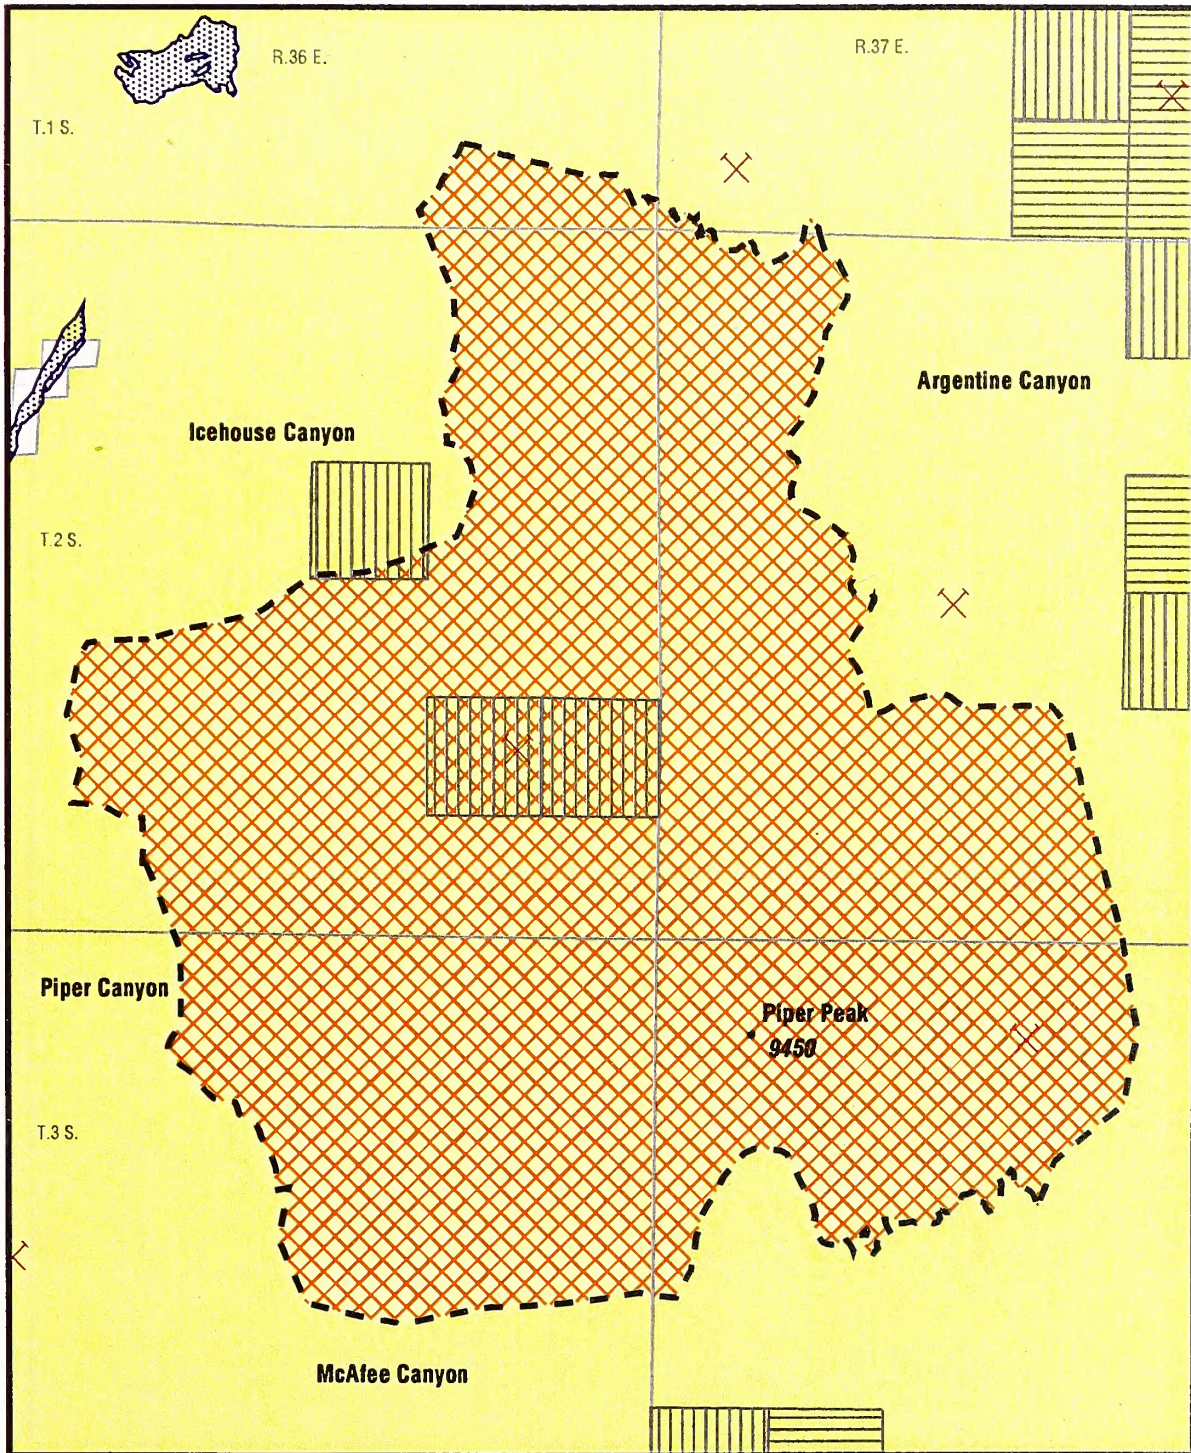 R.36 E.
R.37 E.
T.1 S.
Argentine Canyon
Icehouse Canyon
T.2 S.
Piper Canyon
Piper Peak
9450
T.3 S.
McAfee Canyon